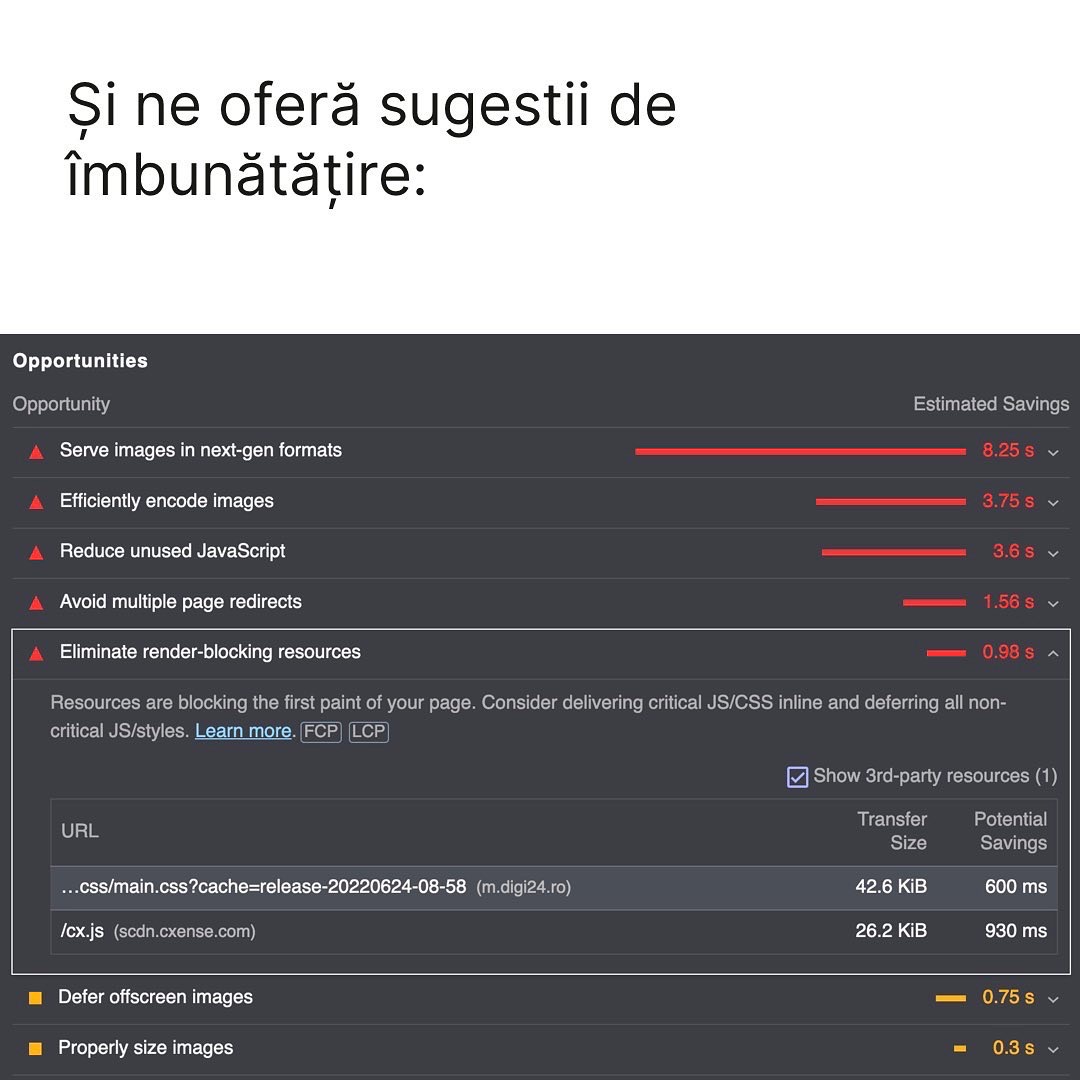 Și ne oferă sugestii de
îmbunătățire:
Opportunities
Opportunity Estimated Savings
Serve images in next-gen formats 8.25 s
Efficiently encode images 3.75 s
Reduce unused JavaScript 3.6 s
Avoid multiple page redirects 1.56 s
Eliminate render-blocking resources 0.98 s
Resources are blocking the first paint of your page. Consider delivering critical JS/CSS inline and deferring all non-
critical JS/styles. Learn more. FCP LCP
Show 3rd-party resources (1)
URL Transfer Size Potential Savings
...css/main.css?cache=release-20220624-08-58 (m.digi24.ro) 42.6 KiB 600 ms
/cx.js (scdn.cxense.com) 26.2 KiB 930 ms
Defer offscreen images 0.75 s
Properly size images 0.3 s